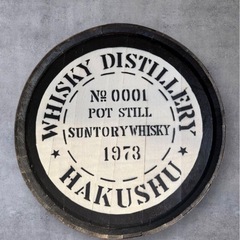 WHISKY DISTILLERY
No 0001
POT STILL
SUNTORY WHISKY
1973
HAKUSHU